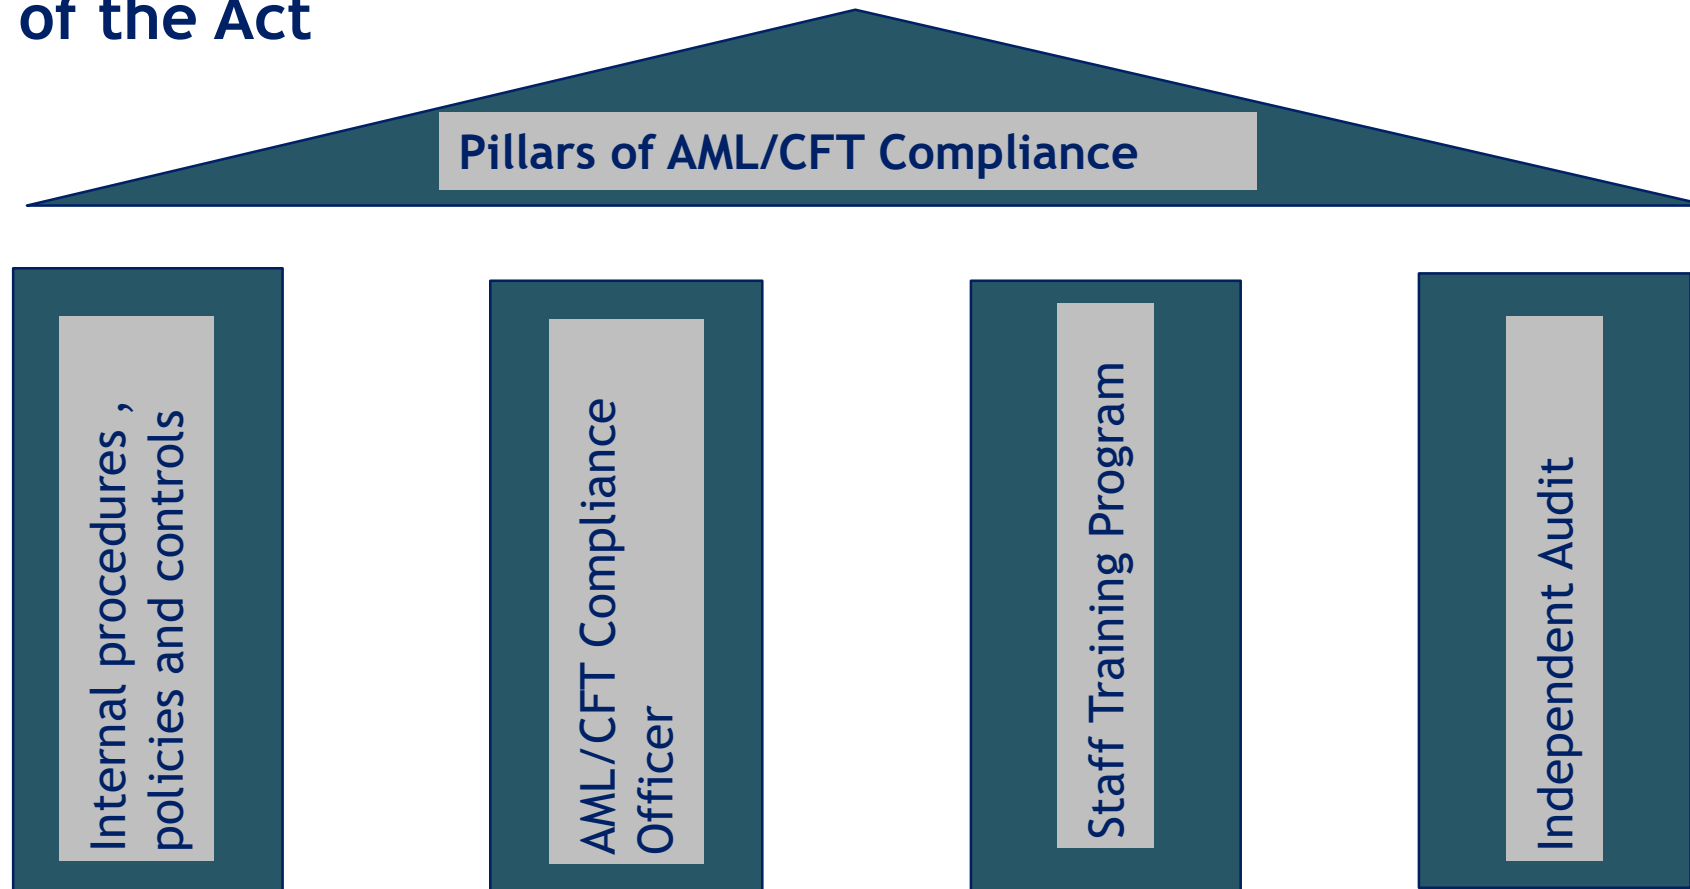 of the Act
Pillars of AML/CFT Compliance
Internal procedures ,
policies and controls
AML/CFT Compliance
Officer
Staff Training Program
Independent Audit